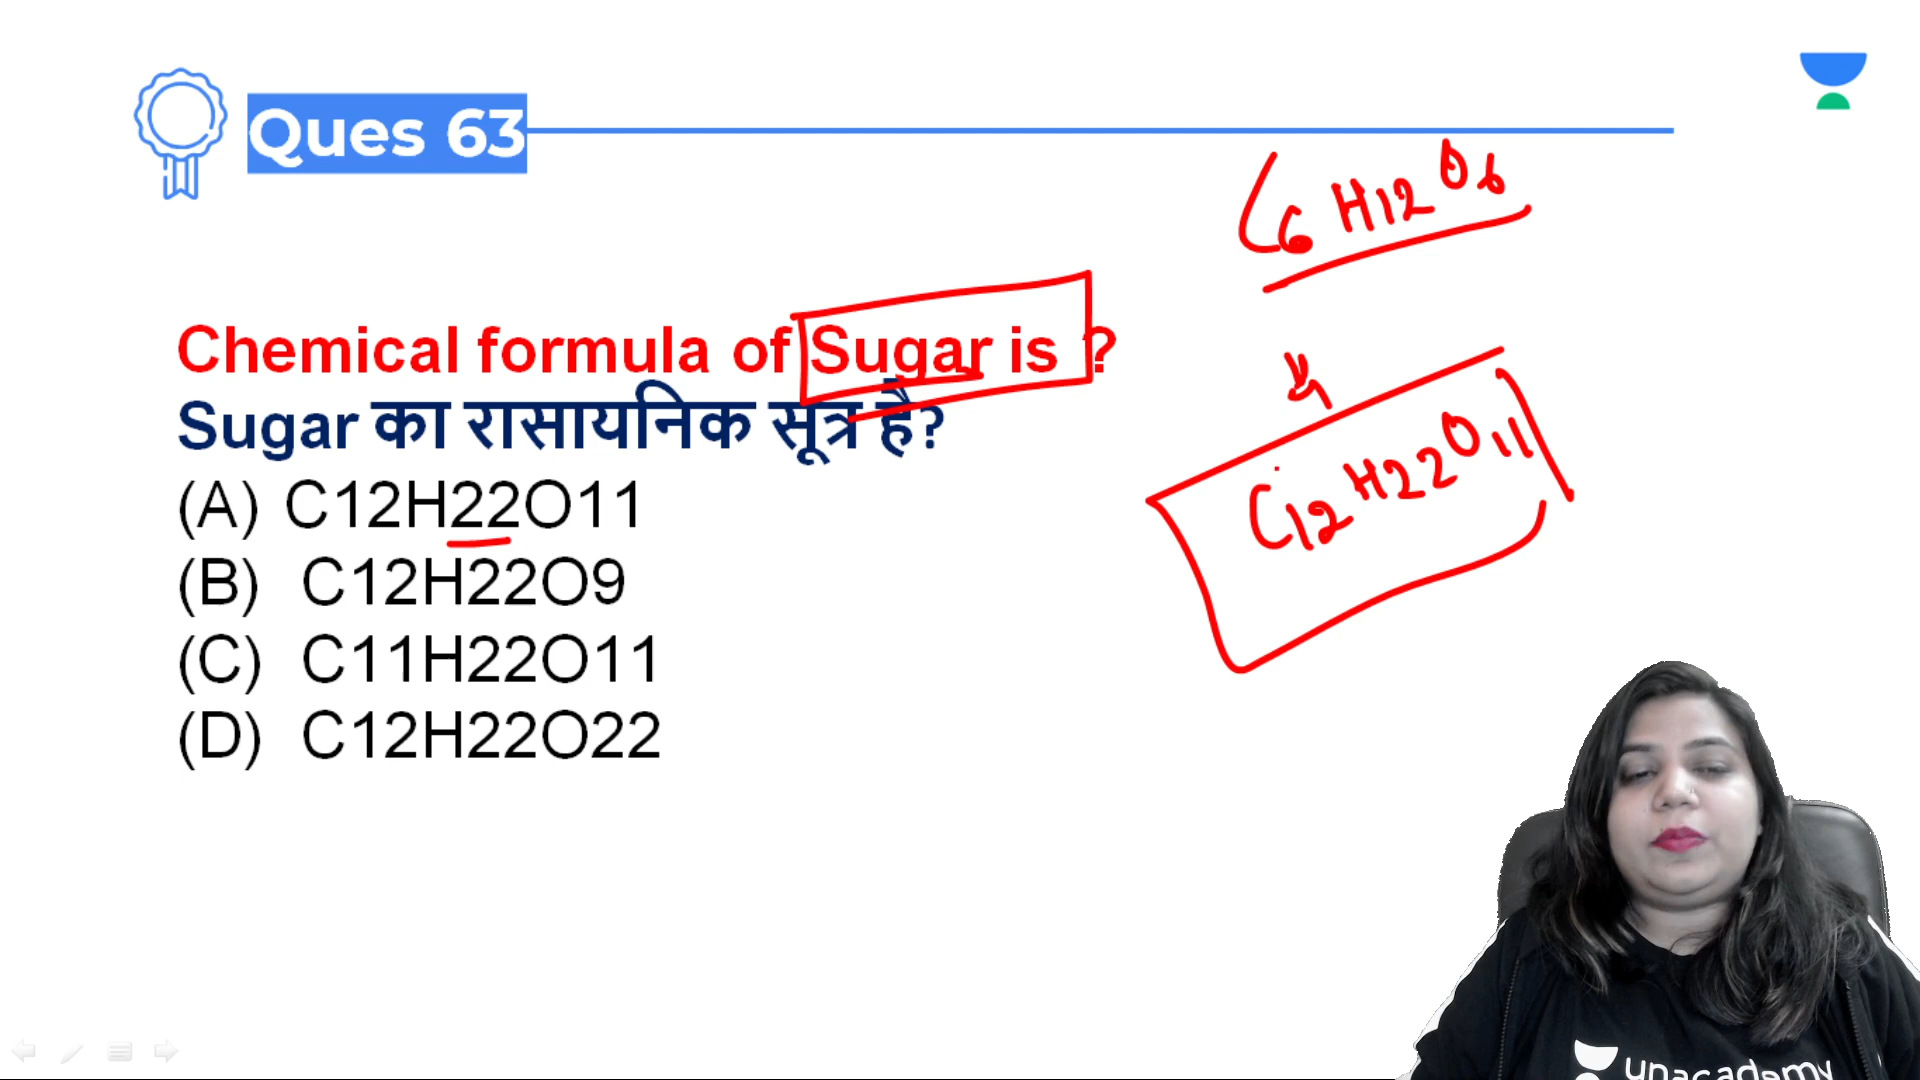 Ques 63
C6H12O6
Chemical formula of Sugar is ?
Sugar का रासायनिक सूत्र है?
C12H22O11
(A) C12H22O11
(B) C12H22O9
(C) C11H22O11
(D) C12H22O22
unacademy